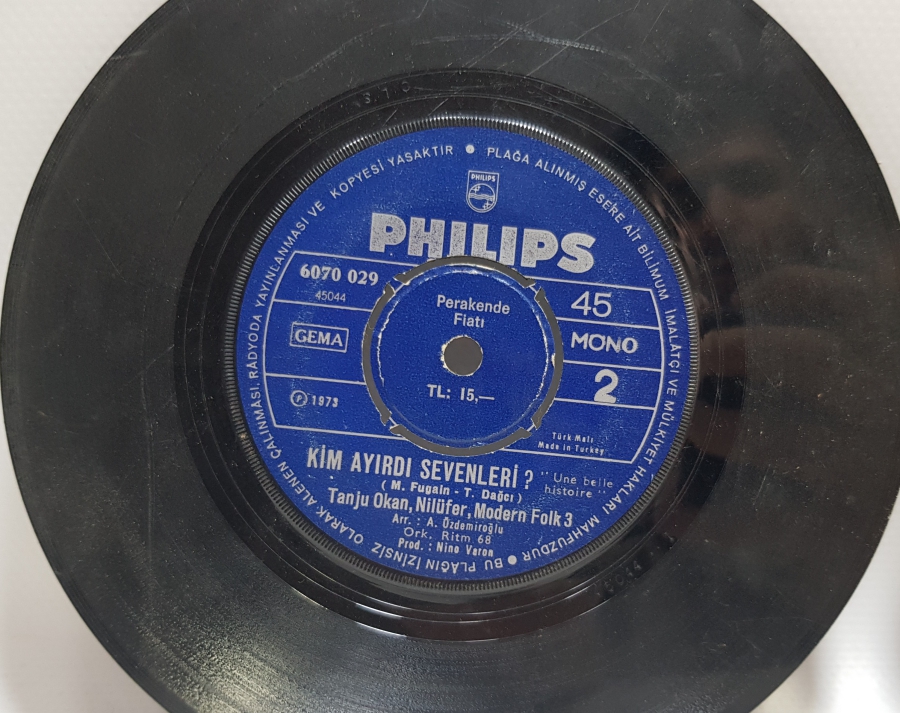 BU PLAĞIN İZİNSİZ OLARAK ALENEN ÇALINMASI, RADYODA YAYINLANMASI VE KOPYESİ YASAKTIR ● PLAĞA ALINMIŞ ESERE AİT BİLİMUM İMALÂTÇI VE MÜLKİYET HAKLARI MAHFUZDUR ●
PHILIPS
PHILIPS
6070 029
45044
GEMA
℗ 1973
Perakende
Fiatı
TL: 15,—
45
MONO
2
Türk Malı
Made in Turkey
KİM AYIRDI SEVENLERİ ? "Une belle
histoire"
( M. Fugain - T. Dağcı )
Tanju Okan, Nilüfer, Modern Folk 3
Arr. : A. Özdemiroğlu
Ork. Ritm 68
Prod. : Nino Varon